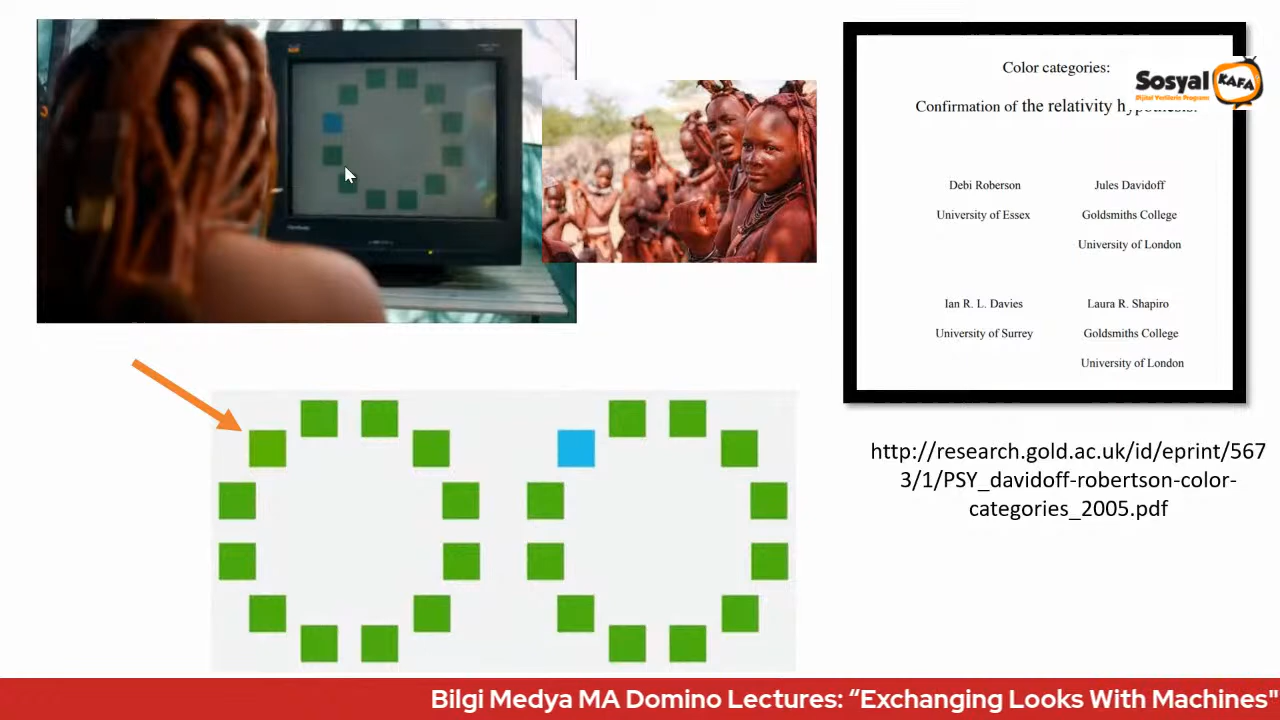 Color categories:
Confirmation of the relativity hypothesis:
Sosyal KAFA
Dijital Yerlilerin Programı
Debi Roberson
Jules Davidoff
University of Essex
Goldsmiths College
University of London
Ian R. L. Davies
Laura R. Shapiro
University of Surrey
Goldsmiths College
University of London
http://research.gold.ac.uk/id/eprint/567
3/1/PSY_davidoff-robertson-color-
categories_2005.pdf
Bilgi Medya MA Domino Lectures: “Exchanging Looks With Machines"